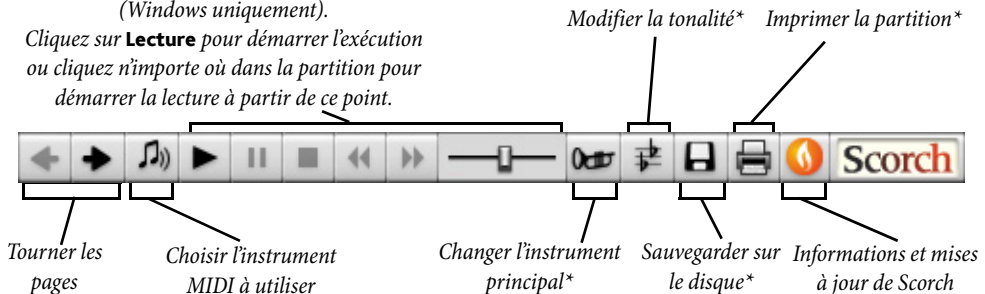 (Windows uniquement).
Cliquez sur Lecture pour démarrer l'exécution
ou cliquez n'importe où dans la partition pour
démarrer la lecture à partir de ce point.
Modifier la tonalité*
Imprimer la partition*
Scorch
Tourner les
pages
Choisir l'instrument
MIDI à utiliser
Changer l'instrument
principal*
Sauvegarder sur
le disque*
Informations et mises
à jour de Scorch